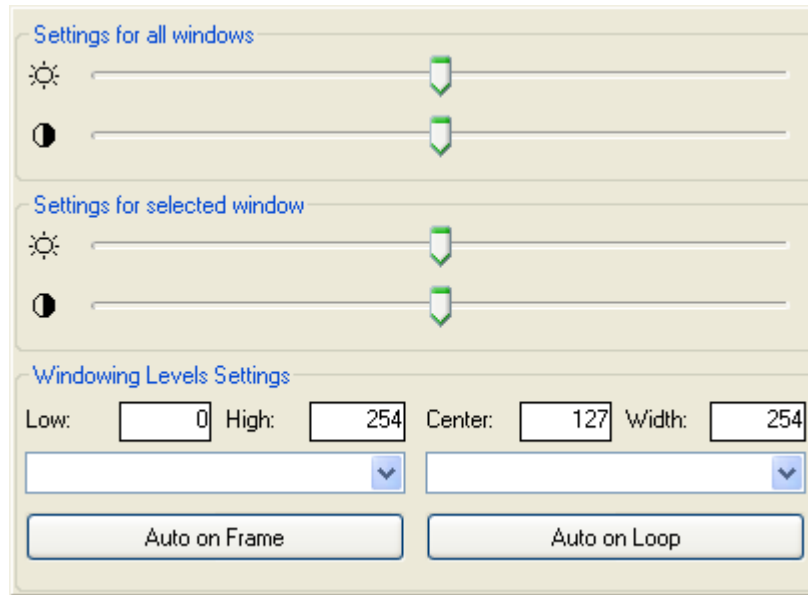 Settings for all windows
Settings for selected window
Windowing Levels Settings
Low: 0 High: 254 Center: 127 Width: 254
Auto on Frame Auto on Loop